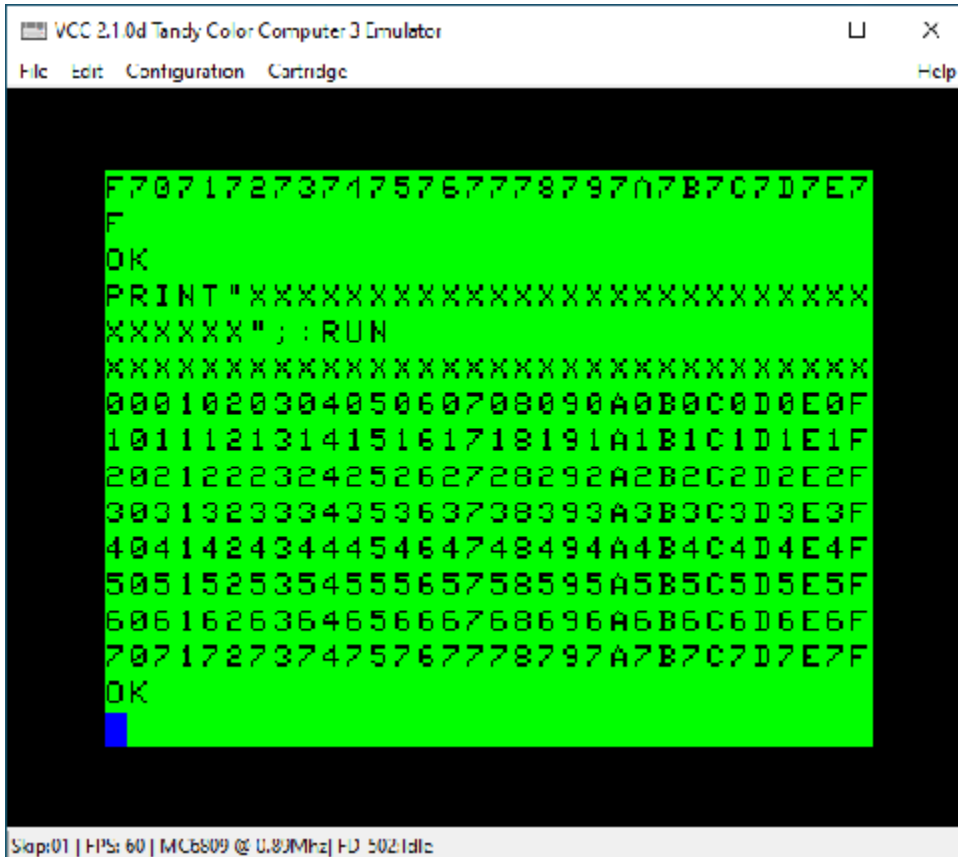 VCC 2.1.0d Tandy Color Computer 3 Emulator
File Edit Configuration Cartridge Help
F707172737475767778797A7B7C7D7E7
F
OK
PRINT"XXXXXXXXXXXXXXXXXXXXXXXXXX
XXXXXX";:RUN
XXXXXXXXXXXXXXXXXXXXXXXXXXXXXXXX
000102030405060708090A0B0C0D0E0F
101112131415161718191A1B1C1D1E1F
202122232425262728292A2B2C2D2E2F
303132333435363738393A3B3C3D3E3F
404142434445464748494A4B4C4D4E4F
505152535455565758595A5B5C5D5E5F
606162636465666768696A6B6C6D6E6F
707172737475767778797A7B7C7D7E7F
OK
Skip:01 | FPS: 60 | MC6809 @ 0.89Mhz| FD-502:Idle